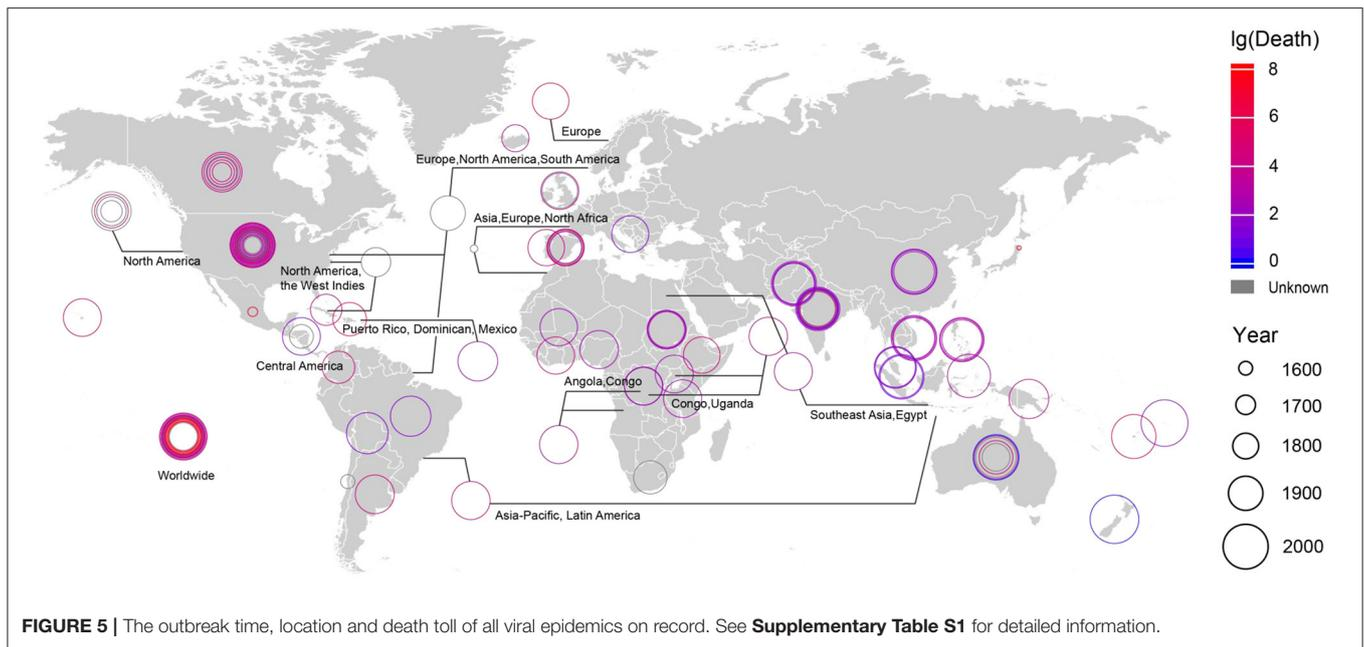 lg(Death)
8
6
4
2
0
Unknown
Year
1600
1700
1800
1900
2000
Europe
Europe,North America,South America
Asia,Europe,North Africa
North America
North America,
the West Indies
Puerto Rico, Dominican, Mexico
Central America
Angola,Congo
Congo,Uganda
Southeast Asia,Egypt
Worldwide
Asia-Pacific, Latin America
FIGURE 5 | The outbreak time, location and death toll of all viral epidemics on record. See Supplementary Table S1 for detailed information.